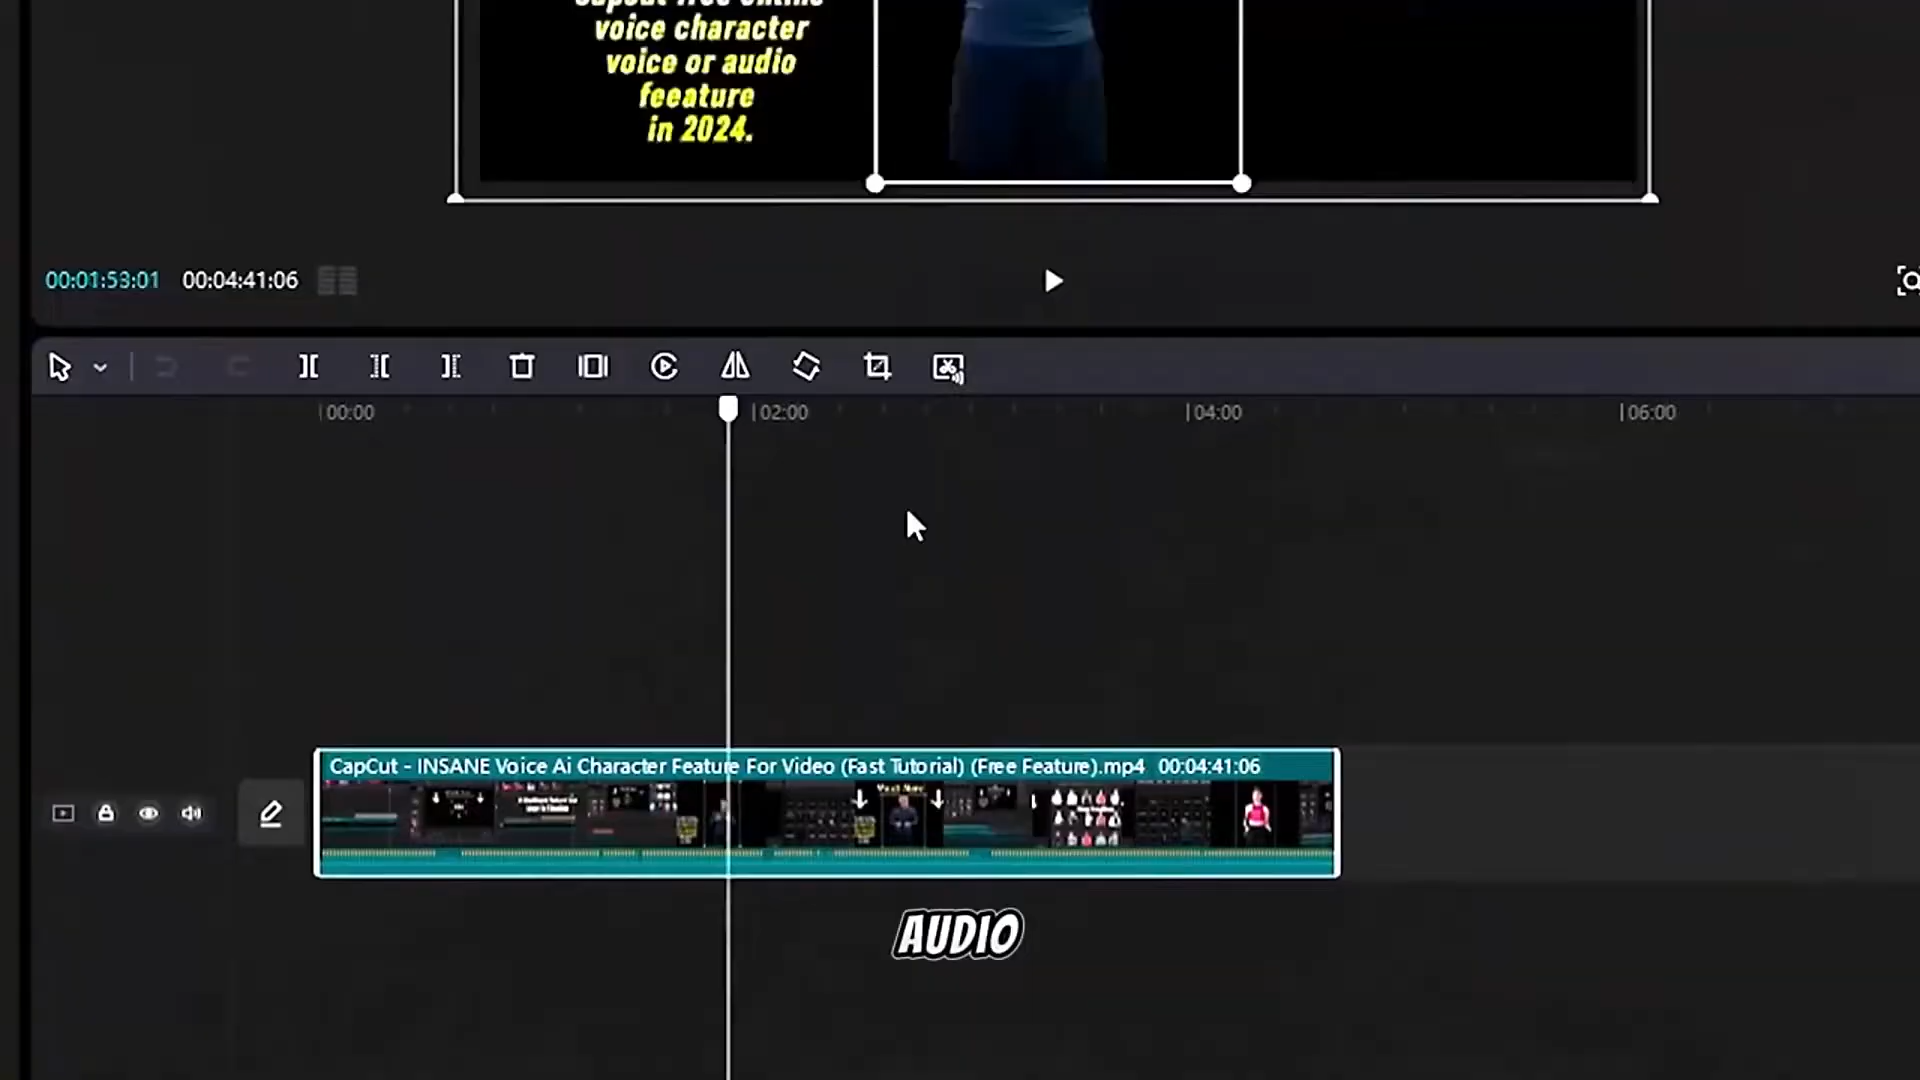 voice character
voice or audio
feeature
in 2024.
00:01:53:01 00:04:41:06
00:00 02:00 04:00 06:00
CapCut - INSANE Voice Ai Character Feature For Video (Fast Tutorial) (Free Feature).mp4 00:04:41:06
AUDIO